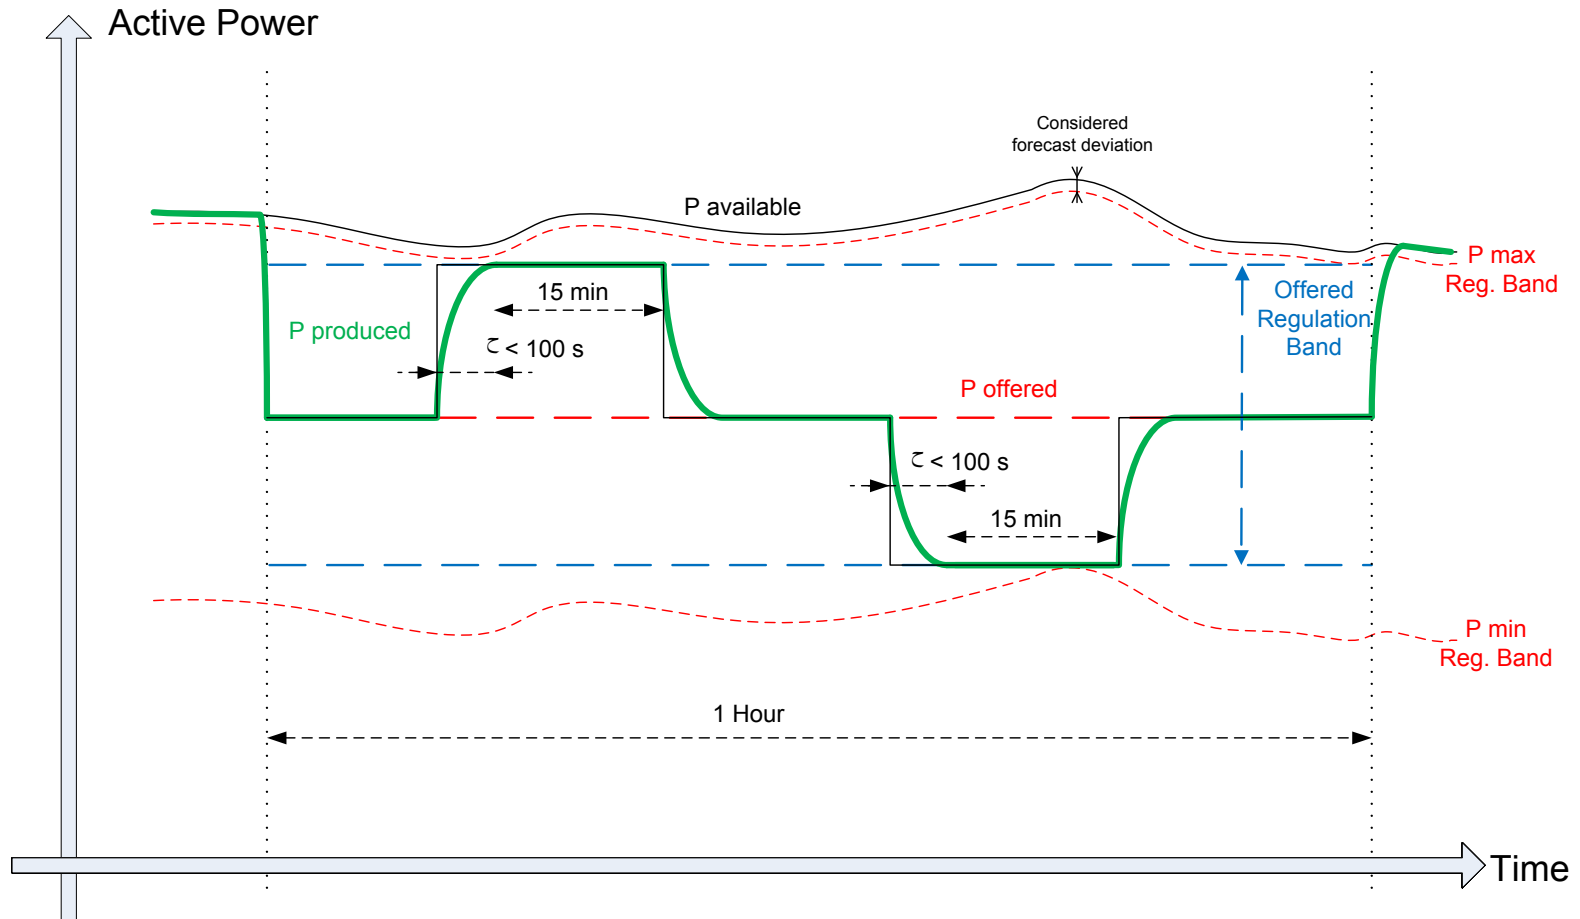 Active Power
Considered
forecast deviation
P available
P max
Reg. Band
15 min
Offered
Regulation
Band
P produced
τ < 100 s
P offered
τ < 100 s
15 min
P min
Reg. Band
1 Hour
Time